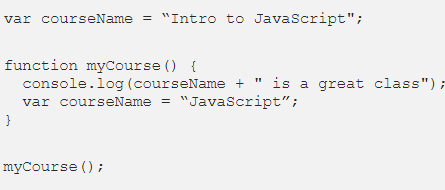 var courseName = “Intro to JavaScript";
function myCourse() {
console.log(courseName + " is a great class");
var courseName = “JavaScript”;
}
myCourse();